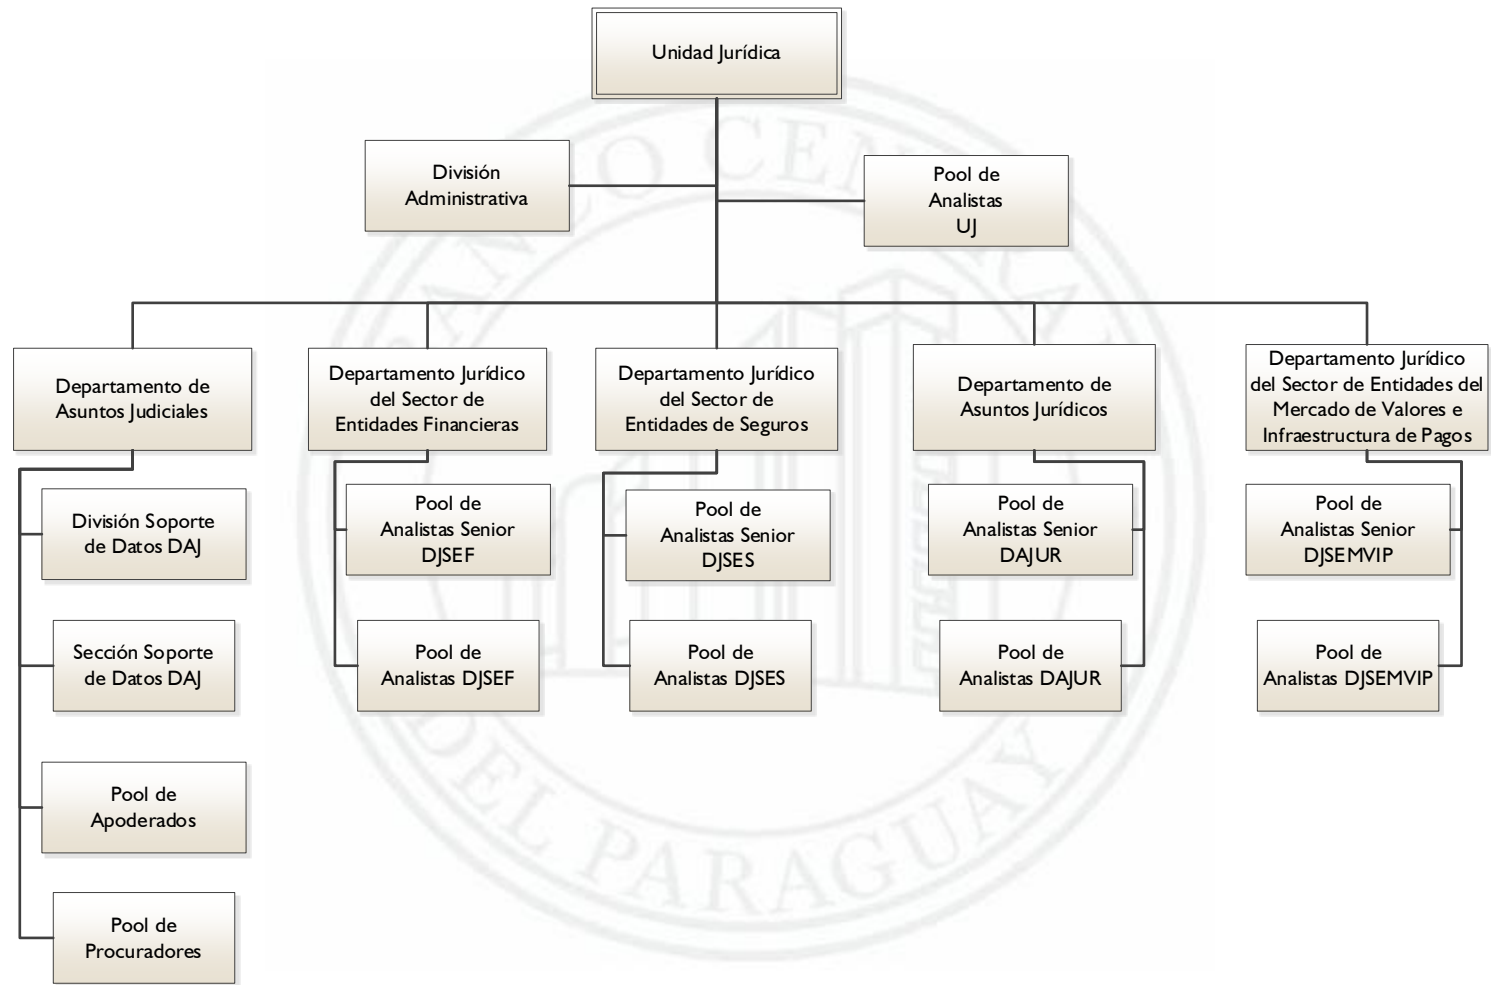 Unidad Jurídica
División
Administrativa
Pool de
Analistas
UJ
Departamento de
Asuntos Judiciales
Departamento Jurídico
del Sector de
Entidades Financieras
Departamento Jurídico
del Sector de
Entidades de Seguros
Departamento de
Asuntos Jurídicos
Departamento Jurídico
del Sector de Entidades del
Mercado de Valores e
Infraestructura de Pagos
División Soporte
de Datos DAJ
Sección Soporte
de Datos DAJ
Pool de
Apoderados
Pool de
Procuradores
Pool de
Analistas Senior
DJSEF
Pool de
Analistas DJSEF
Pool de
Analistas Senior
DJSES
Pool de
Analistas DJSES
Pool de
Analistas Senior
DAJUR
Pool de
Analistas DAJUR
Pool de
Analistas Senior
DJSEMVIP
Pool de
Analistas DJSEMVIP
BANCO CENTRAL
DEL PARAGUAY